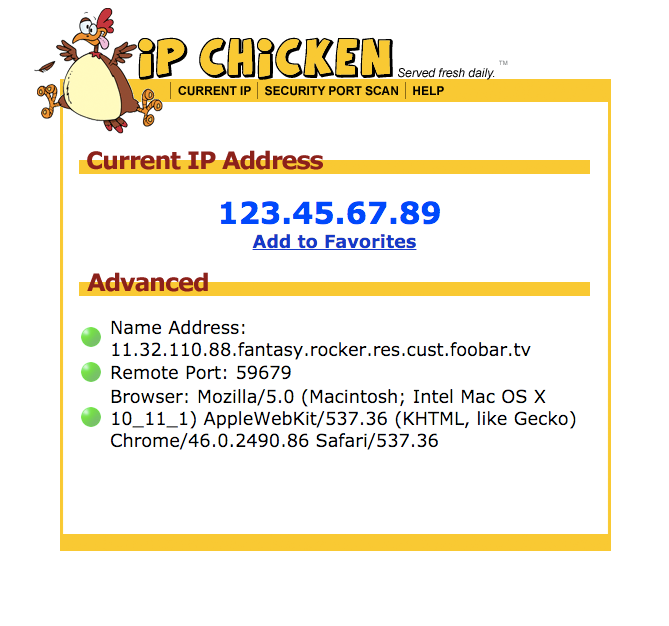 iP CHiCKEN Served fresh daily.™
CURRENT IP | SECURITY PORT SCAN | HELP
Current IP Address
123.45.67.89
Add to Favorites
Advanced
Name Address:
11.32.110.88.fantasy.rocker.res.cust.foobar.tv
Remote Port: 59679
Browser: Mozilla/5.0 (Macintosh; Intel Mac OS X
10_11_1) AppleWebKit/537.36 (KHTML, like Gecko)
Chrome/46.0.2490.86 Safari/537.36